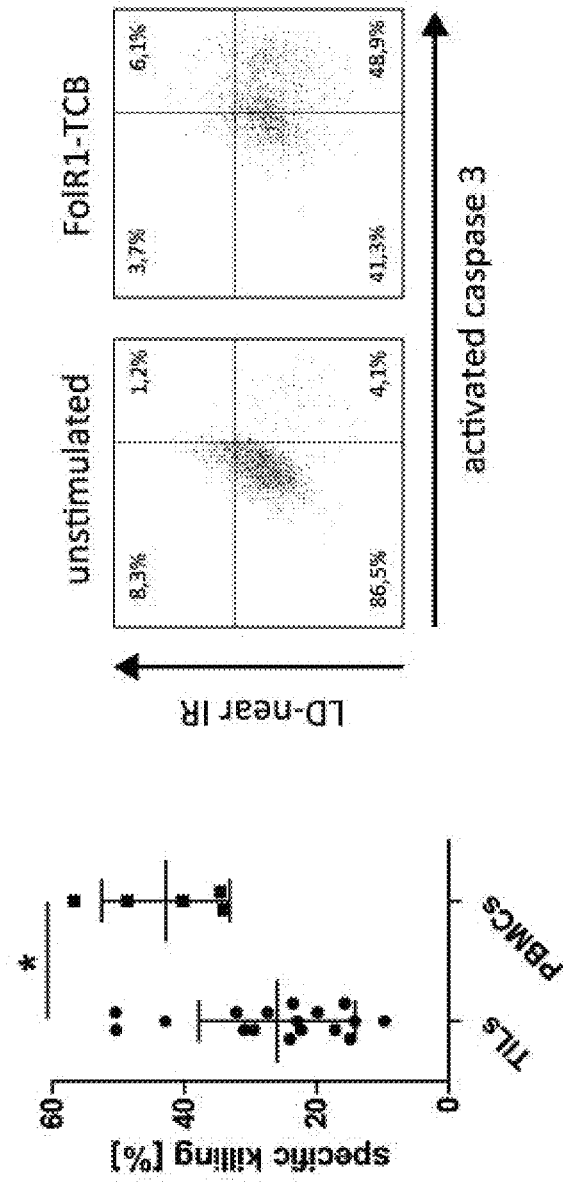 60
40
20
0
specific killing [%]
*
TILs
PBMCs
unstimulated
FolR1-TCB
8,3%
1,2%
86,5%
4,1%
3,7%
6,1%
41,3%
48,9%
LD-near IR
activated caspase 3